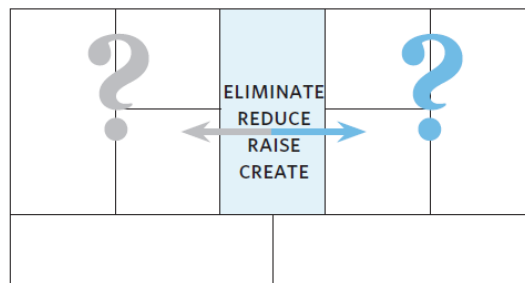 ? ?
ELIMINATE
REDUCE
RAISE
CREATE